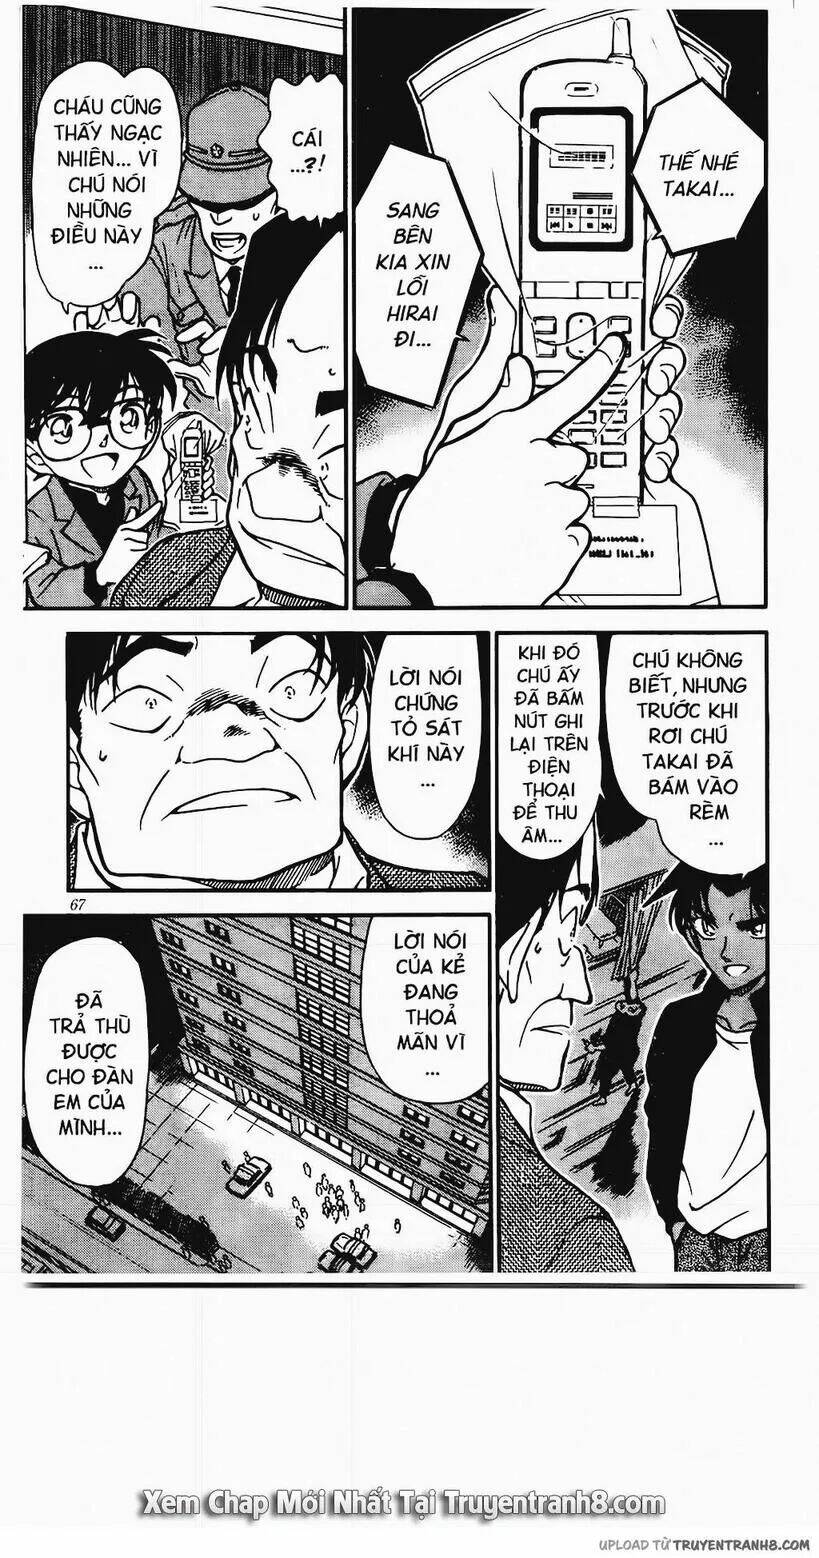 THẾ NHÉ
TAKAI...
SANG
BÊN
KIA XIN
LỖI
HIRAI
ĐI...
CÁI
...?!
CHÁU CŨNG
THẤY NGẠC
NHIÊN... VÌ
CHÚ NÓI
NHỮNG
ĐIỀU NÀY
...
CHÚ KHÔNG
BIẾT, NHƯNG
TRƯỚC KHI
RƠI CHÚ
TAKAI ĐÃ
BÁM VÀO
RÈM
...
KHI ĐÓ
CHÚ ẤY
ĐÃ BẤM
NÚT GHI
LẠI TRÊN
ĐIỆN
THOẠI
ĐỂ THU
ÂM...
LỜI NÓI
CHỨNG
TỎ SÁT
KHÍ NÀY
...
67
LỜI NÓI
CỦA KẺ
ĐANG
THOẢ
MÃN VÌ
...
ĐÃ
TRẢ THÙ
ĐƯỢC
CHO ĐÀN
EM CỦA
MÌNH...
Xem Chap Mới Nhất Tại Truyentranh8.com
UPLOAD TỪ TRUYENTRANH8.COM